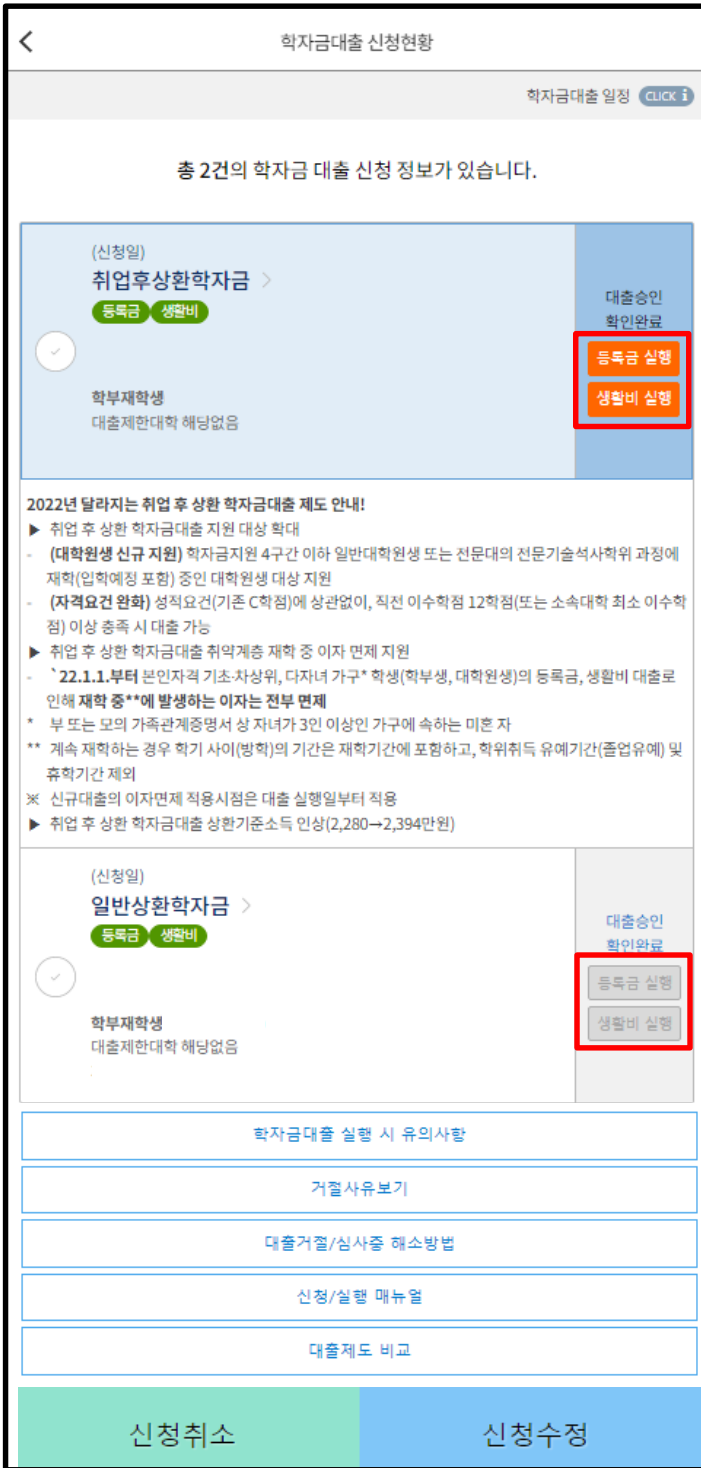 학자금대출 신청현황
학자금대출 일정 CLICK i
총 2건의 학자금 대출 신청 정보가 있습니다.
(신청일)
취업후상환학자금 >
등록금 생활비
학부재학생
대출제한대학 해당없음
대출승인
확인완료
등록금 실행
생활비 실행
2022년 달라지는 취업 후 상환 학자금대출 제도 안내!
▶ 취업 후 상환 학자금대출 지원 대상 확대
- (대학원생 신규 지원) 학자금지원 4구간 이하 일반대학원생 또는 전문대의 전문기술석사학위 과정에
재학(입학예정 포함) 중인 대학원생 대상 지원
- (자격요건 완화) 성적요건(기존 C학점)에 상관없이, 직전 이수학점 12학점(또는 소속대학 최소 이수학
점) 이상 충족 시 대출 가능
▶ 취업 후 상환 학자금대출 취약계층 재학 중 이자 면제 지원
- `22.1.1.부터 본인자격 기초·차상위, 다자녀 가구* 학생(학부생, 대학원생)의 등록금, 생활비 대출로
인해 재학 중**에 발생하는 이자는 전부 면제
* 부 또는 모의 가족관계증명서 상 자녀가 3인 이상인 가구에 속하는 미혼 자
** 계속 재학하는 경우 학기 사이(방학)의 기간은 재학기간에 포함하고, 학위취득 유예기간(졸업유예) 및
휴학기간 제외
※ 신규대출의 이자면제 적용시점은 대출 실행일부터 적용
▶ 취업 후 상환 학자금대출 상환기준소득 인상(2,280→2,394만원)
(신청일)
일반상환학자금 >
등록금 생활비
학부재학생
대출제한대학 해당없음
대출승인
확인완료
등록금 실행
생활비 실행
학자금대출 실행 시 유의사항
거절사유보기
대출거절/심사중 해소방법
신청/실행 매뉴얼
대출제도 비교
신청취소
신청수정